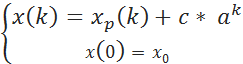 x(k) = x_p(k) + c * a^k
x(0) = x_0